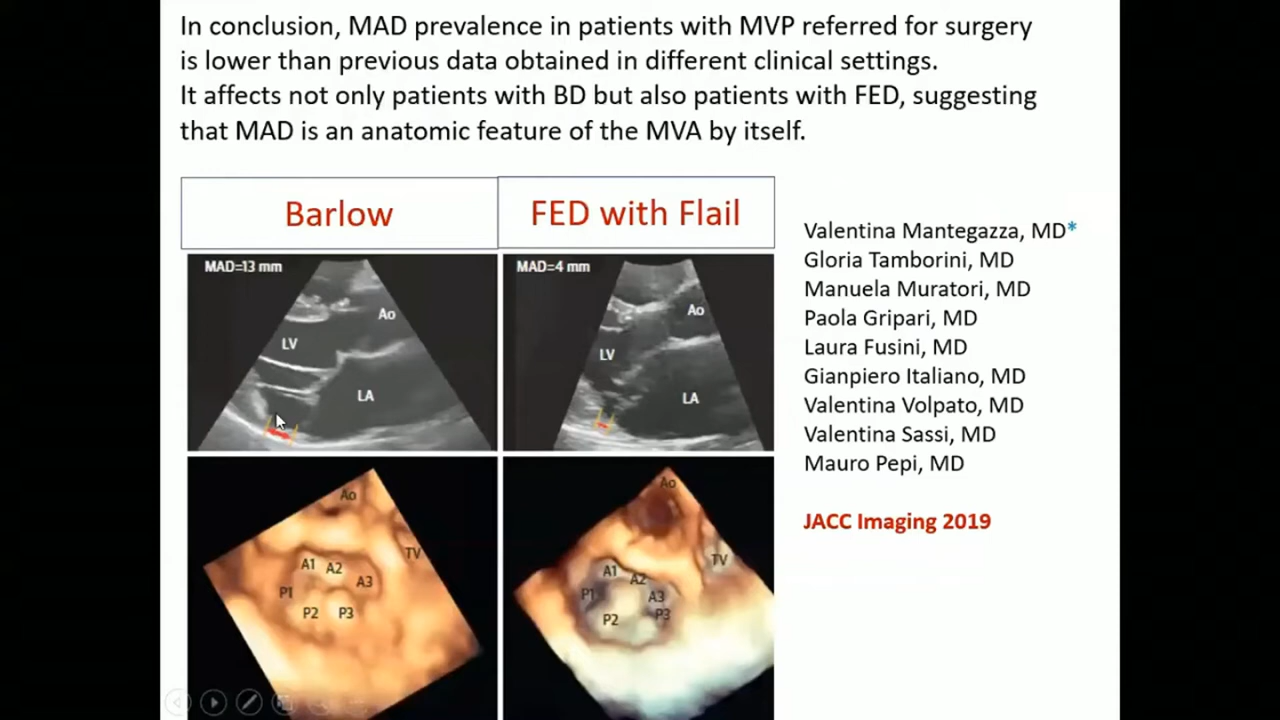 In conclusion, MAD prevalence in patients with MVP referred for surgery
is lower than previous data obtained in different clinical settings.
It affects not only patients with BD but also patients with FED, suggesting
that MAD is an anatomic feature of the MVA by itself.
Barlow
FED with Flail
MAD=13 mm
Ao
LV
LA
MAD=4 mm
Ao
LV
LA
Ao
TV
A1 A2
A3
P1
P2 P3
Ao
TV
A1
A2
A3
P1
P2
P3
Valentina Mantegazza, MD*
Gloria Tamborini, MD
Manuela Muratori, MD
Paola Gripari, MD
Laura Fusini, MD
Gianpiero Italiano, MD
Valentina Volpato, MD
Valentina Sassi, MD
Mauro Pepi, MD
JACC Imaging 2019